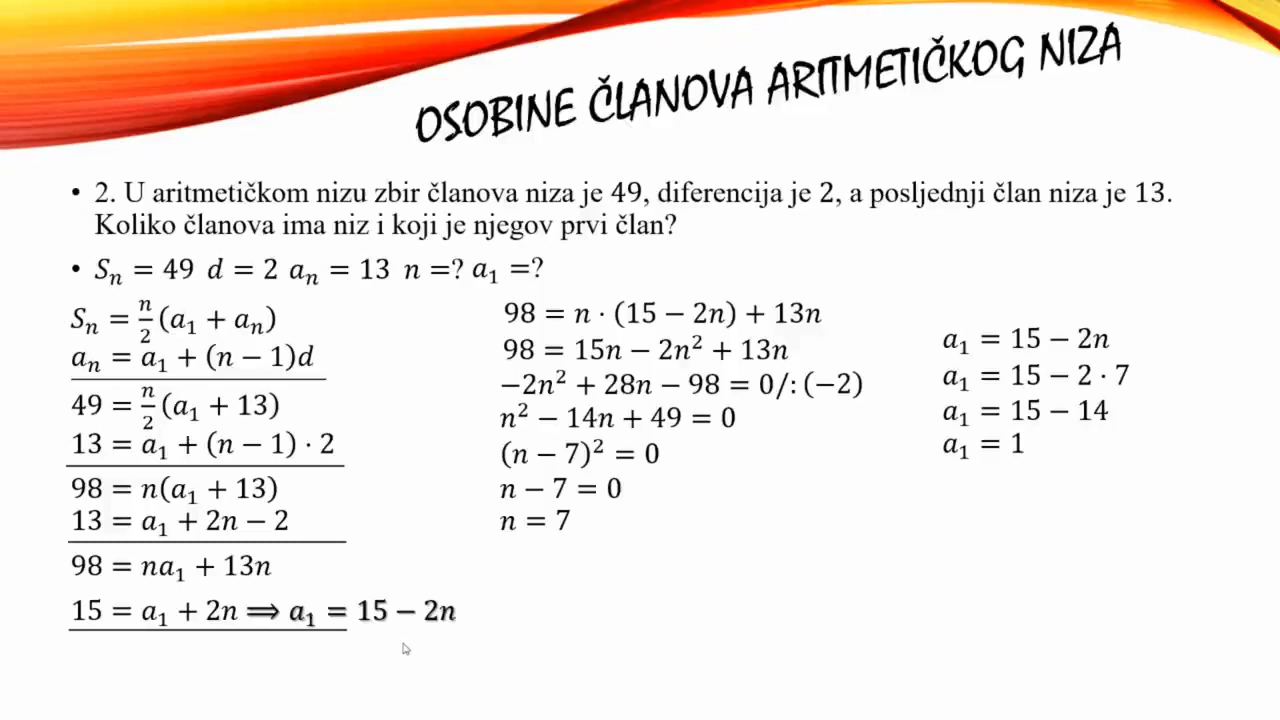 OSOBINE ČLANOVA ARITMETIČKOG NIZA
• 2. U aritmetičkom nizu zbir članova niza je 49, diferencija je 2, a posljednji član niza je 13.
Koliko članova ima niz i koji je njegov prvi član?
• Sₙ = 49 d = 2 aₙ = 13 n =? a₁ =?
Sₙ = n/2 (a₁ + aₙ)
aₙ = a₁ + (n − 1)d
49 = n/2 (a₁ + 13)
13 = a₁ + (n − 1) · 2
98 = n(a₁ + 13)
13 = a₁ + 2n − 2
98 = na₁ + 13n
15 = a₁ + 2n ⟹ a₁ = 15 − 2n
98 = n · (15 − 2n) + 13n
98 = 15n − 2n² + 13n
−2n² + 28n − 98 = 0/: (−2)
n² − 14n + 49 = 0
(n − 7)² = 0
n − 7 = 0
n = 7
a₁ = 15 − 2n
a₁ = 15 − 2 · 7
a₁ = 15 − 14
a₁ = 1